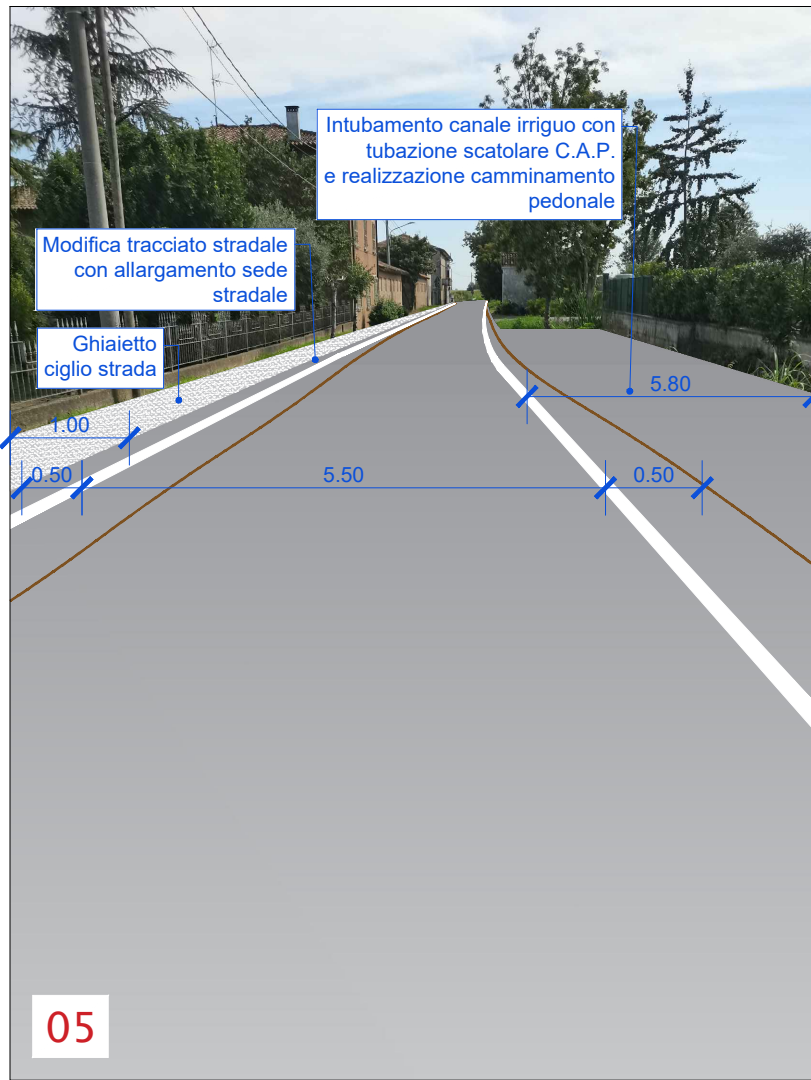 Intubamento canale irriguo con
tubazione scatolare C.A.P.
e realizzazione camminamento
pedonale
Modifica tracciato stradale
con allargamento sede
stradale
Ghiaietto
ciglio strada
5.80
1.00
0.50
5.50
0.50
05